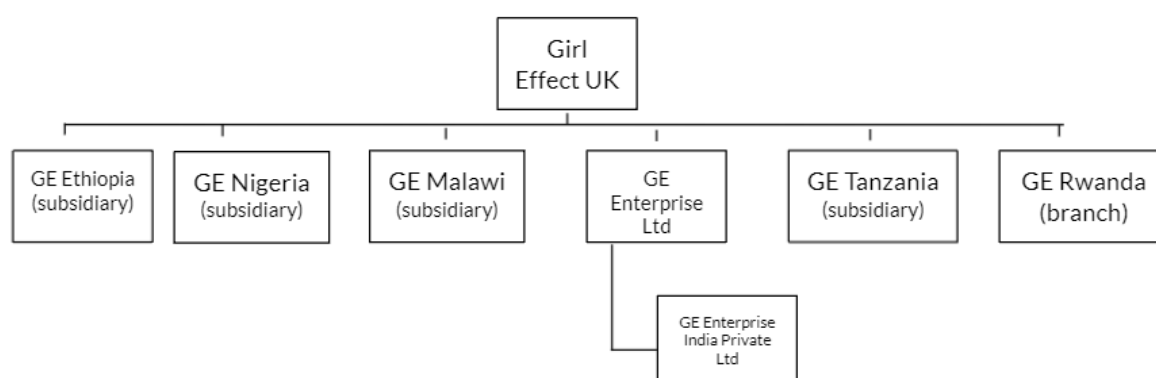 Girl
Effect UK
GE Ethiopia
(subsidiary)
GE Nigeria
(subsidiary)
GE Malawi
(subsidiary)
GE
Enterprise
Ltd
GE Tanzania
(subsidiary)
GE Rwanda
(branch)
GE Enterprise
India Private
Ltd